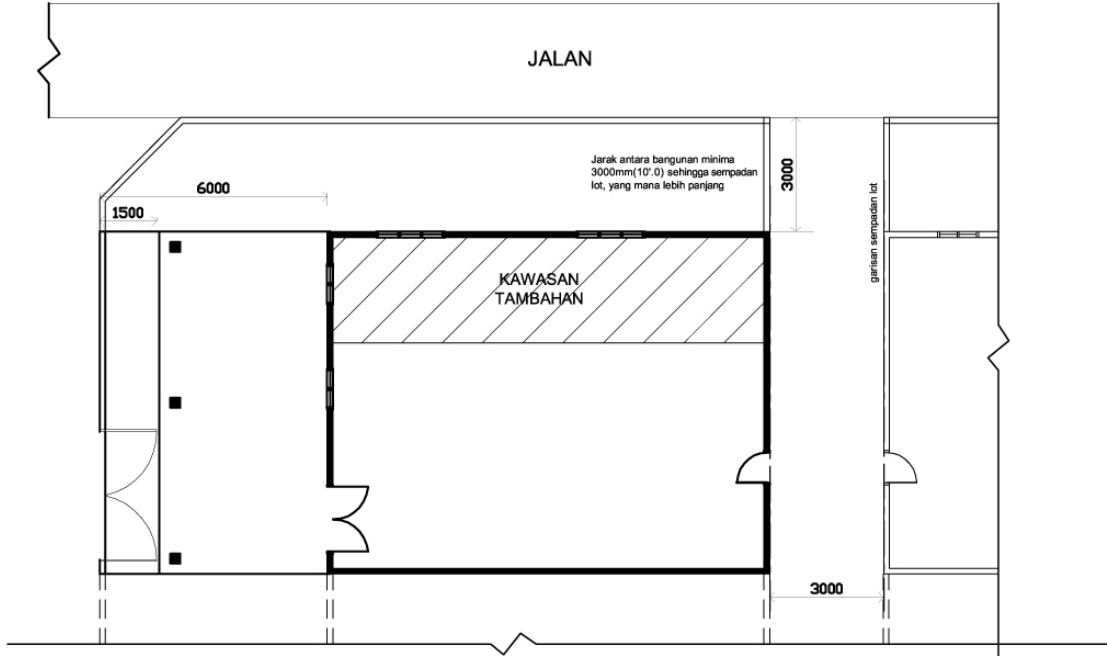 JALAN
Jarak antara bangunan minima
3000mm(10'.0) sehingga sempadan
lot, yang mana lebih panjang
3000
6000
1500
garisan sempadan lot
KAWASAN
TAMBAHAN
3000